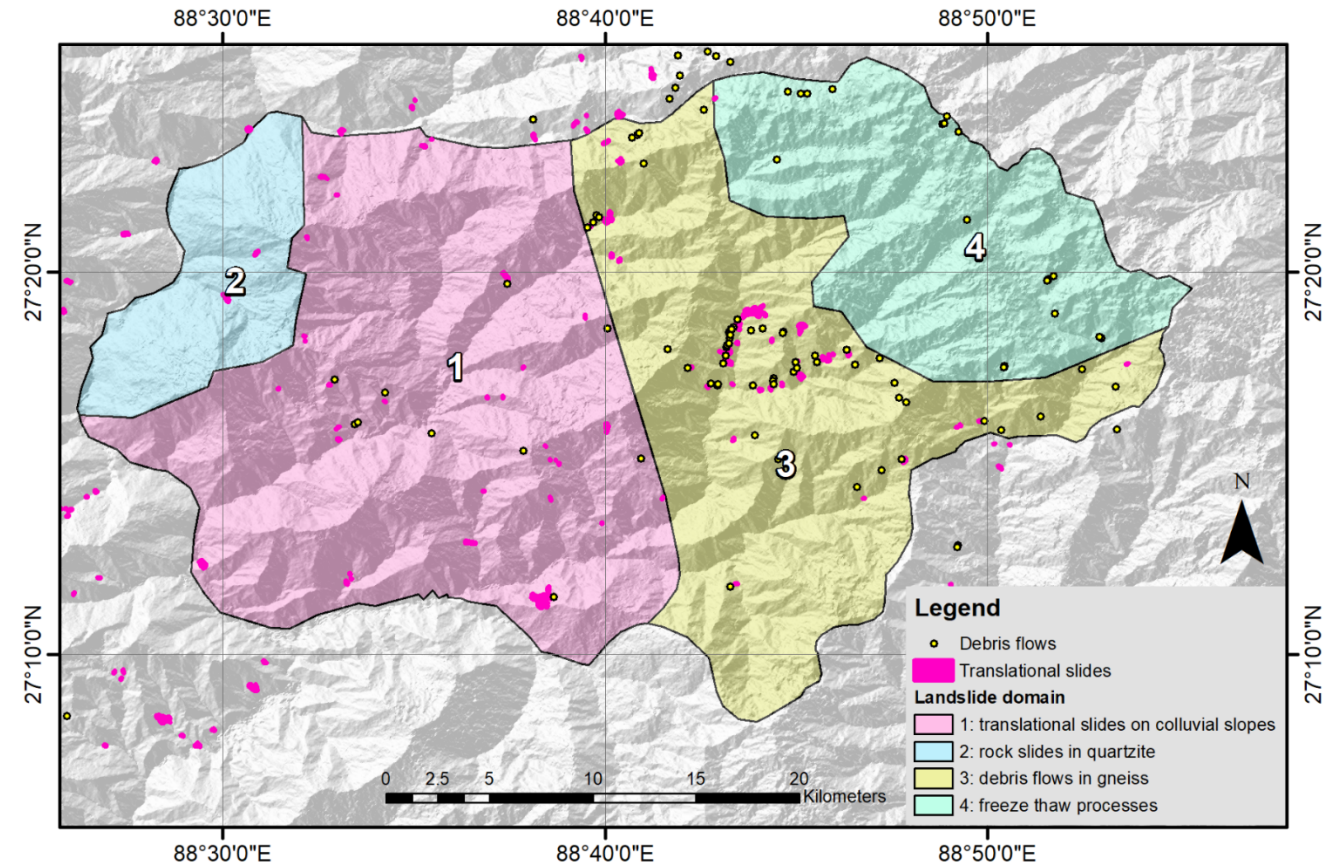 88°30'0"E 88°40'0"E 88°50'0"E
27°20'0"N
27°20'0"N
27°10'0"N
27°10'0"N
1
2
3
4
N
0 2.5 5 10 15 20
Kilometers
Legend
Debris flows
Translational slides
Landslide domain
1: translational slides on colluvial slopes
2: rock slides in quartzite
3: debris flows in gneiss
4: freeze thaw processes
88°30'0"E 88°40'0"E 88°50'0"E